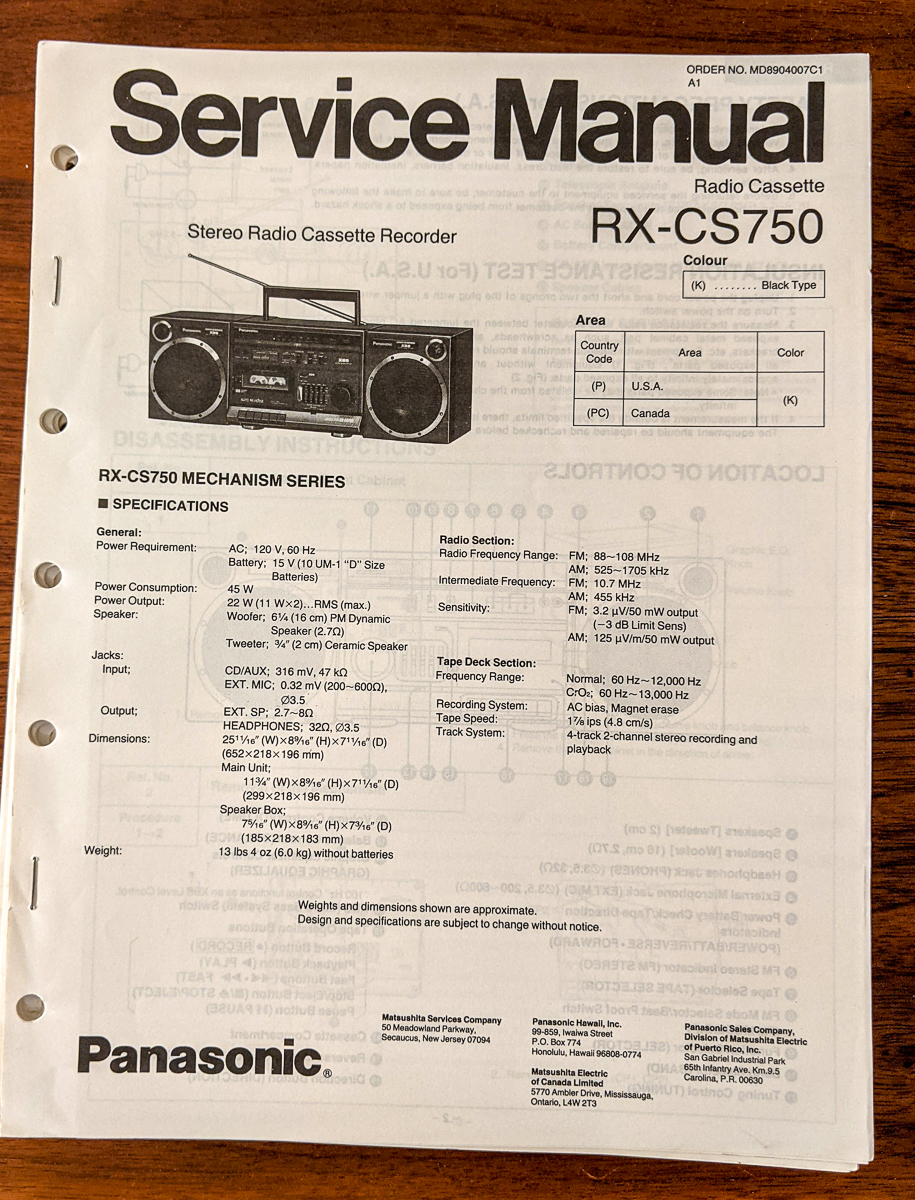 ORDER NO. MD8904007C1
A1
Service Manual
Radio Cassette
RX-CS750
Stereo Radio Cassette Recorder
Colour
(K) ........ Black Type
Area
Country Code Area Color
(P) U.S.A. (K)
(PC) Canada
Panasonic
Panasonic
RX-CS750 MECHANISM SERIES
■ SPECIFICATIONS
General:
Power Requirement: AC; 120 V, 60 Hz
Battery; 15 V (10 UM-1 "D" Size
Batteries)
Power Consumption: 45 W
Power Output: 22 W (11 W×2)...RMS (max.)
Speaker: Woofer; 6¼ (16 cm) PM Dynamic
Speaker (2.7Ω)
Tweeter; ¾″ (2 cm) Ceramic Speaker
Jacks:
Input; CD/AUX; 316 mV, 47 kΩ
EXT. MIC; 0.32 mV (200~600Ω),
∅3.5
Output; EXT. SP; 2.7~8Ω
HEADPHONES; 32Ω, ∅3.5
Dimensions: 25¹¹⁄₁₆″ (W)×8⁹⁄₁₆″ (H)×7¹¹⁄₁₆″ (D)
(652×218×196 mm)
Main Unit;
11¾″ (W)×8⁹⁄₁₆″ (H)×7¹¹⁄₁₆″ (D)
(299×218×196 mm)
Speaker Box;
7⁵⁄₁₆″ (W)×8⁹⁄₁₆″ (H)×7³⁄₁₆″ (D)
(185×218×183 mm)
Weight: 13 lbs 4 oz (6.0 kg) without batteries
Radio Section:
Radio Frequency Range: FM; 88~108 MHz
AM; 525~1705 kHz
Intermediate Frequency: FM; 10.7 MHz
AM; 455 kHz
Sensitivity: FM; 3.2 µV/50 mW output
(−3 dB Limit Sens)
AM; 125 µV/m/50 mW output
Tape Deck Section:
Frequency Range: Normal; 60 Hz~12,000 Hz
CrO₂; 60 Hz~13,000 Hz
Recording System: AC bias, Magnet erase
Tape Speed: 1⅞ ips (4.8 cm/s)
Track System: 4-track 2-channel stereo recording and
playback
Weights and dimensions shown are approximate.
Design and specifications are subject to change without notice.
Panasonic®
Matsushita Services Company
50 Meadowland Parkway,
Secaucus, New Jersey 07094
Panasonic Hawaii, Inc.
99-859, Iwaiwa Street
P.O. Box 774
Honolulu, Hawaii 96808-0774
Matsushita Electric
of Canada Limited
5770 Ambler Drive, Mississauga,
Ontario, L4W 2T3
Panasonic Sales Company,
Division of Matsushita Electric
of Puerto Rico, Inc.
San Gabriel Industrial Park
65th Infantry Ave. Km.9.5
Carolina, P.R. 00630